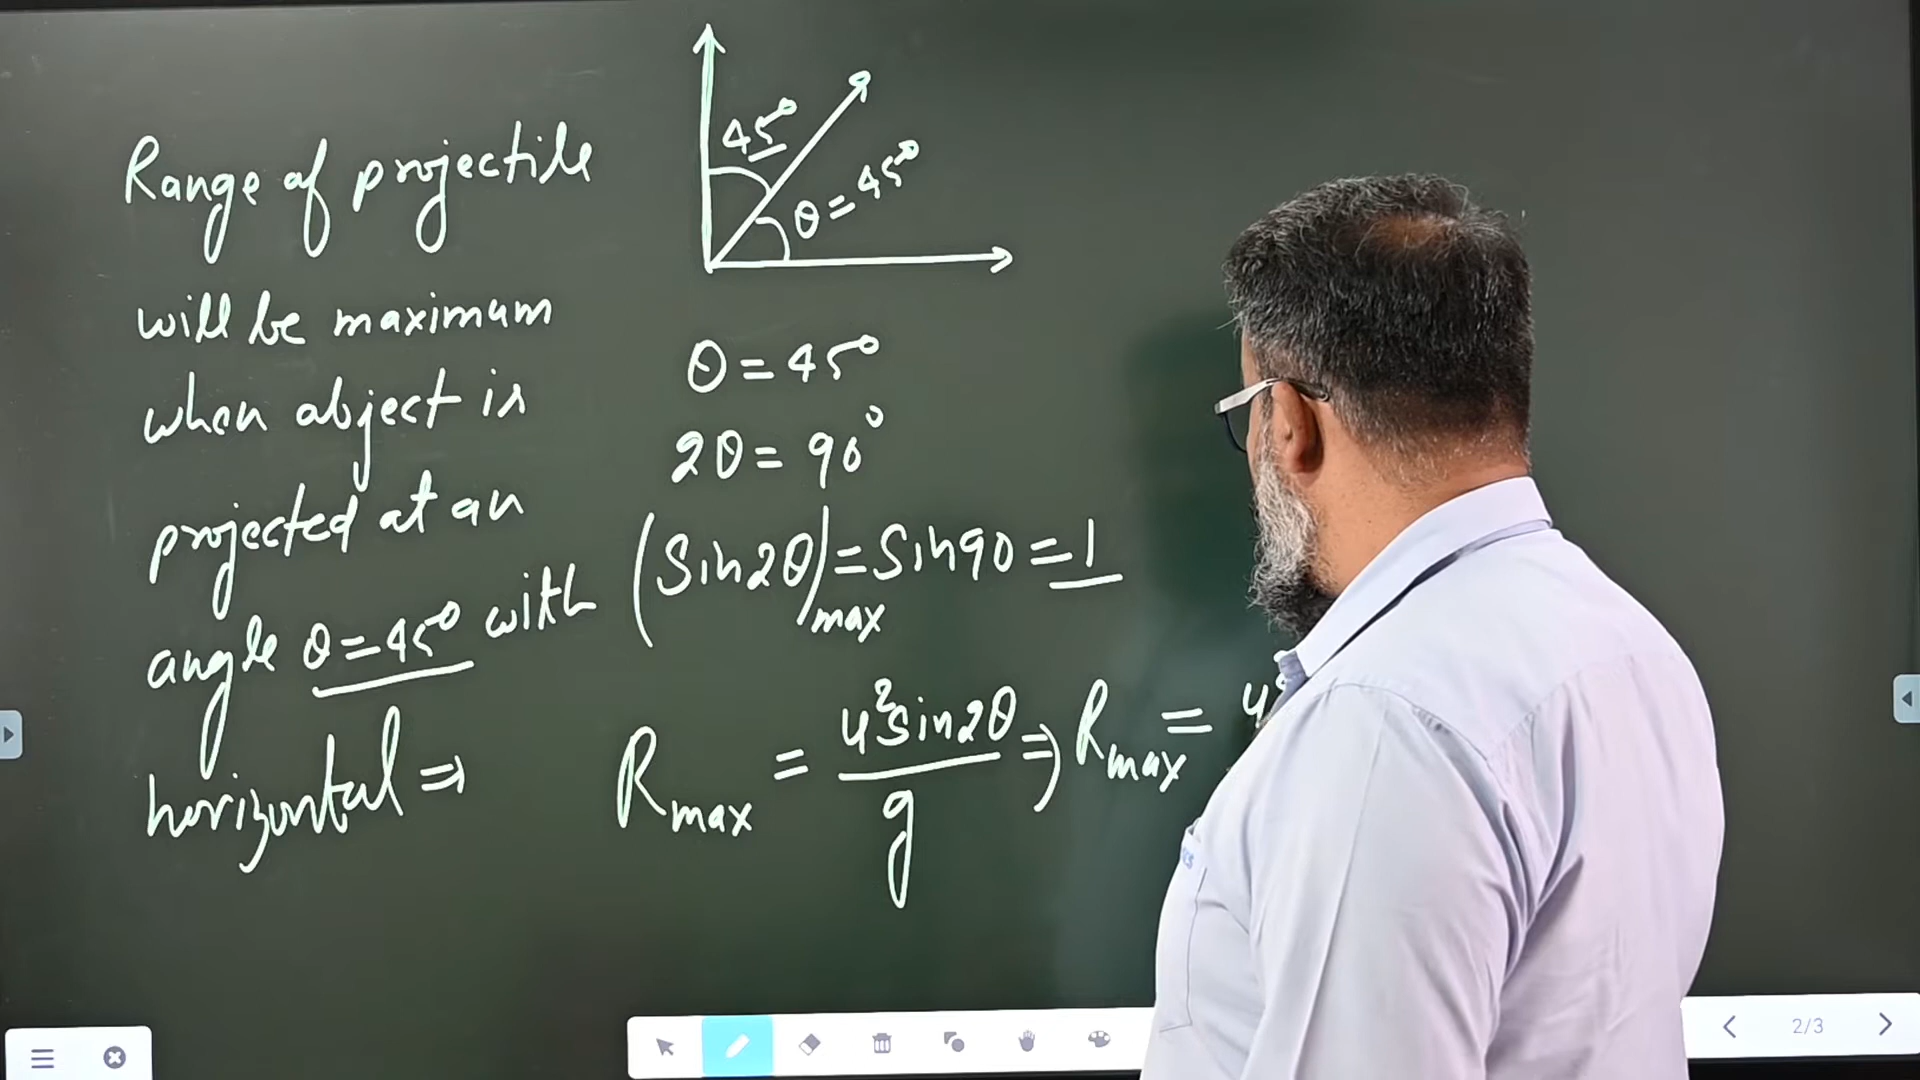 Range of projectile
will be maximum
when object is
projected at an
angle θ=45° with
horizontal ⇒
45°
θ=45°
θ=45°
2θ=90°
(Sin2θ)max=Sin90=1
Rmax = u²sin2θ/g ⇒ Rmax = u²
2/3